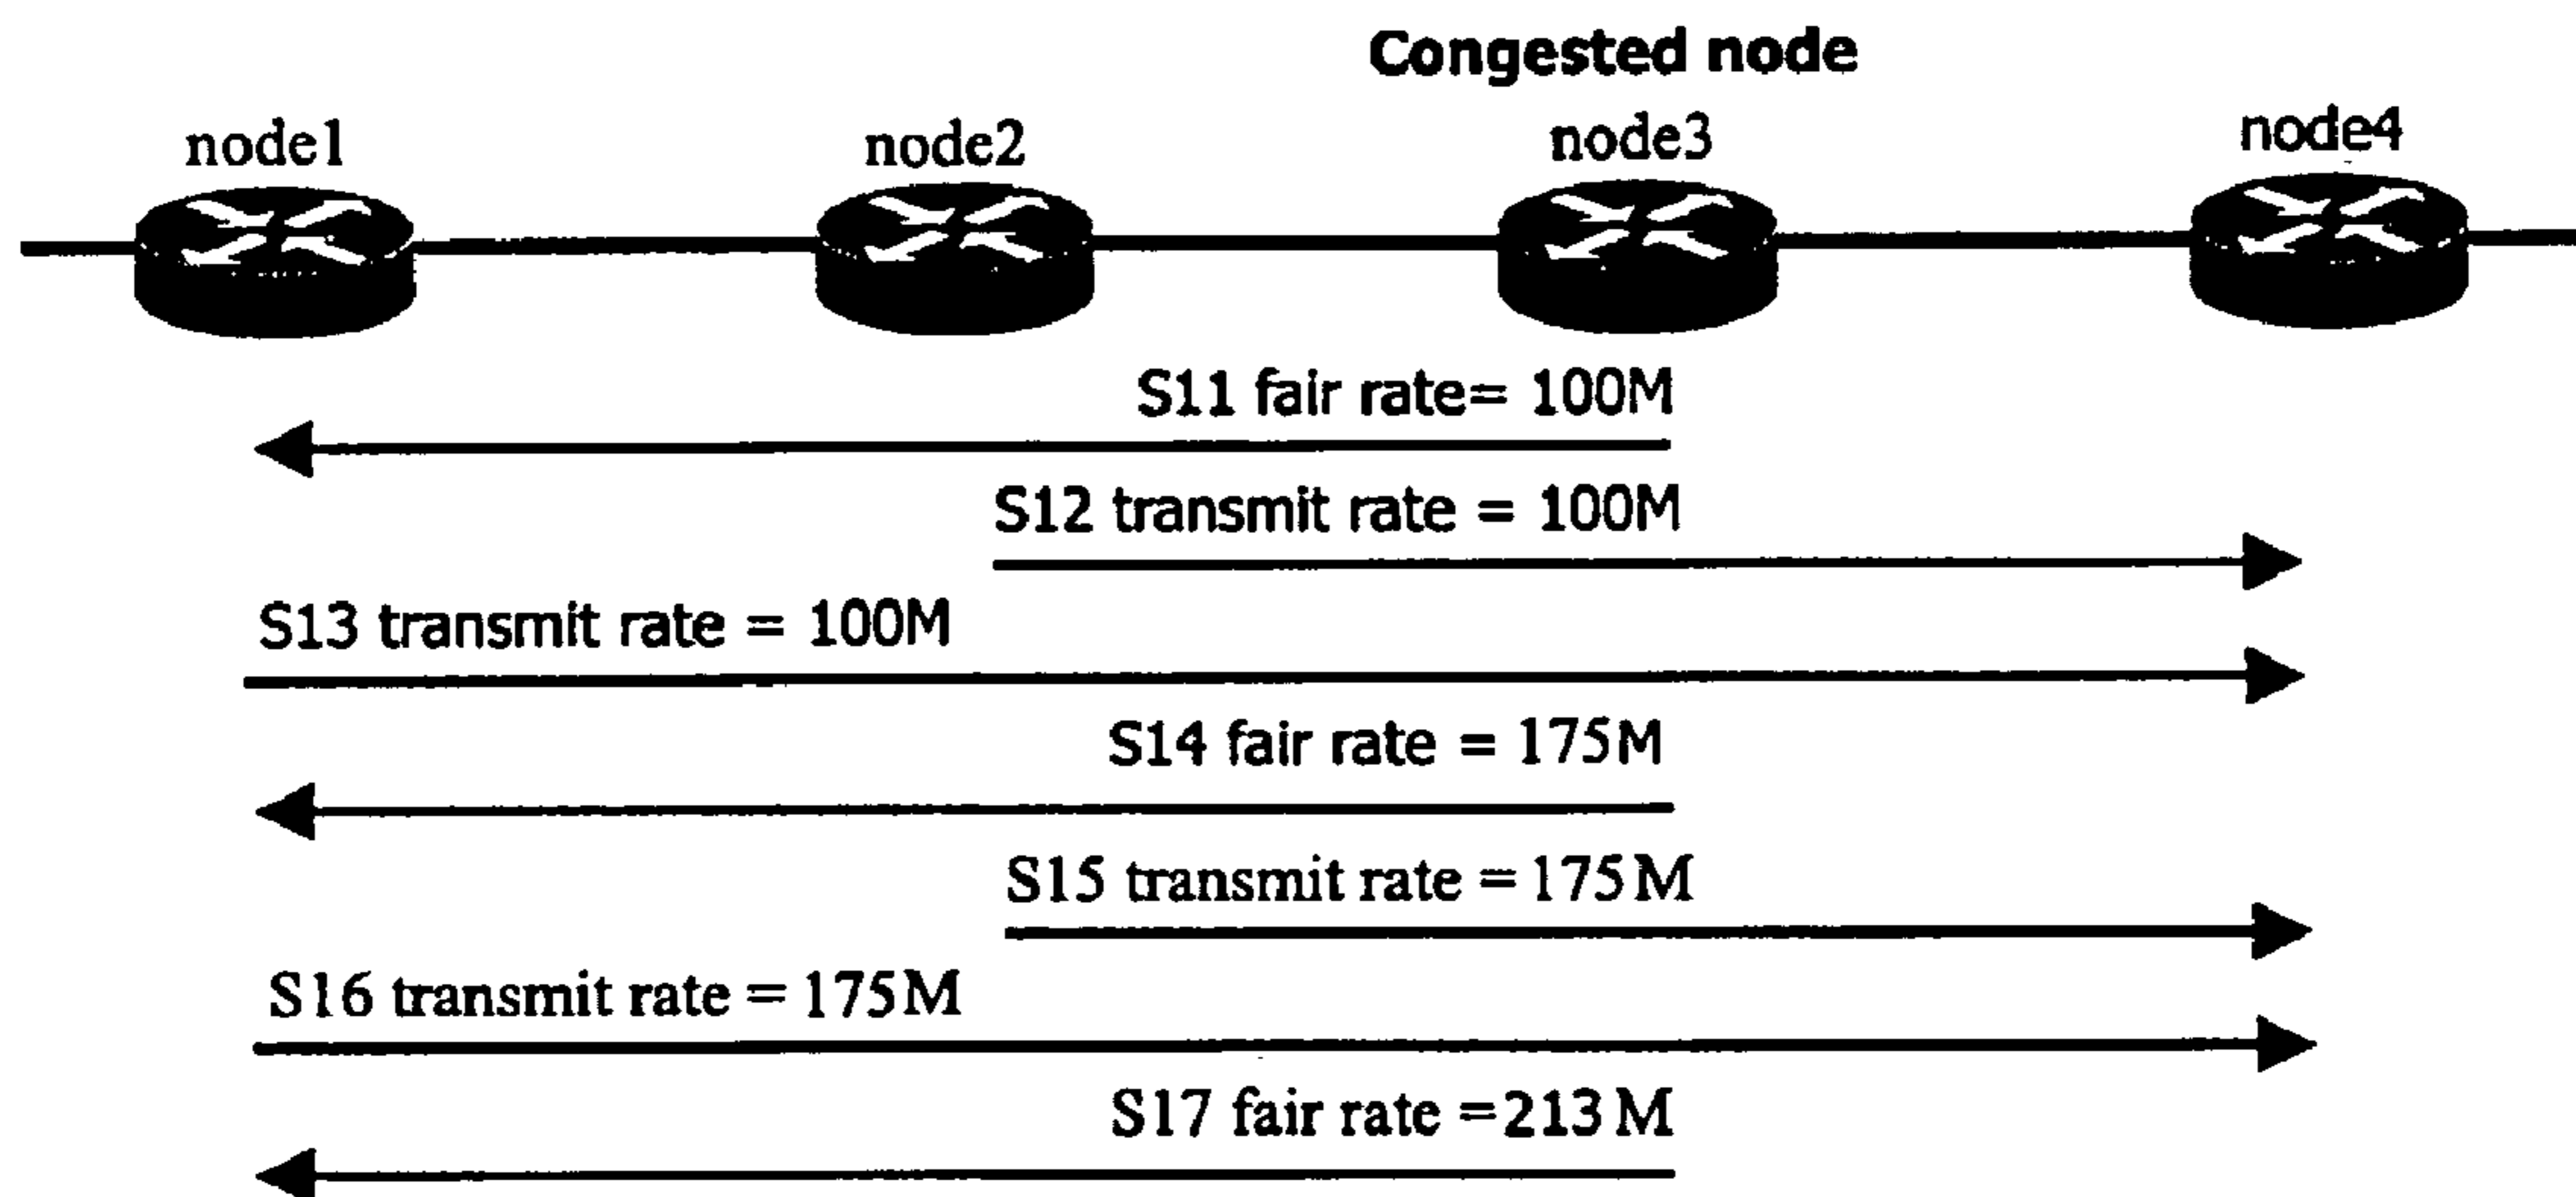 Congested node
node1 node2 node3 node4
S11 fair rate= 100M
S12 transmit rate = 100M
S13 transmit rate = 100M
S14 fair rate = 175M
S15 transmit rate = 175M
S16 transmit rate = 175M
S17 fair rate =213M